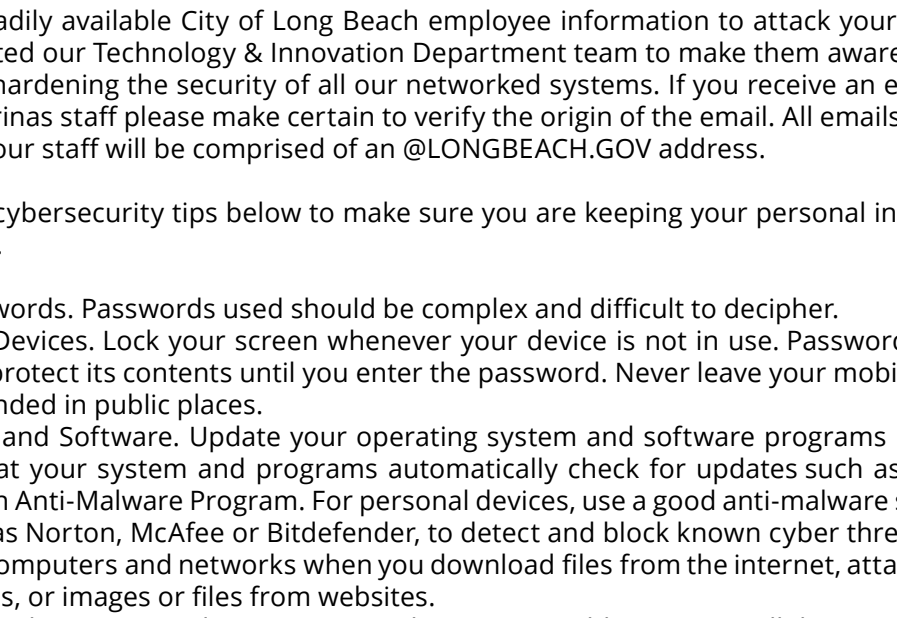 adily available City of Long Beach employee information to attack your
ted our Technology & Innovation Department team to make them aware
hardening the security of all our networked systems. If you receive an e
rinas staff please make certain to verify the origin of the email. All emails
our staff will be comprised of an @LONGBEACH.GOV address.
cybersecurity tips below to make sure you are keeping your personal in
.
words. Passwords used should be complex and difficult to decipher.
Devices. Lock your screen whenever your device is not in use. Password
protect its contents until you enter the password. Never leave your mobi
nded in public places.
and Software. Update your operating system and software programs
at your system and programs automatically check for updates such as
n Anti-Malware Program. For personal devices, use a good anti-malware s
as Norton, McAfee or Bitdefender, to detect and block known cyber thre
omputers and networks when you download files from the internet, atta
s, or images or files from websites.